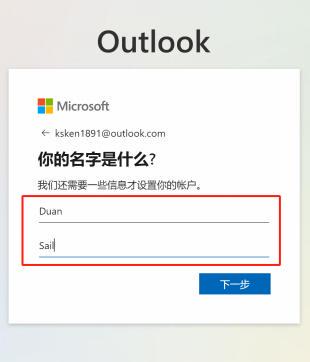 Outlook
Microsoft
← ksken1891@outlook.com
你的名字是什么?
我们还需要一些信息才设置你的帐户。
Duan
Sail
下一步